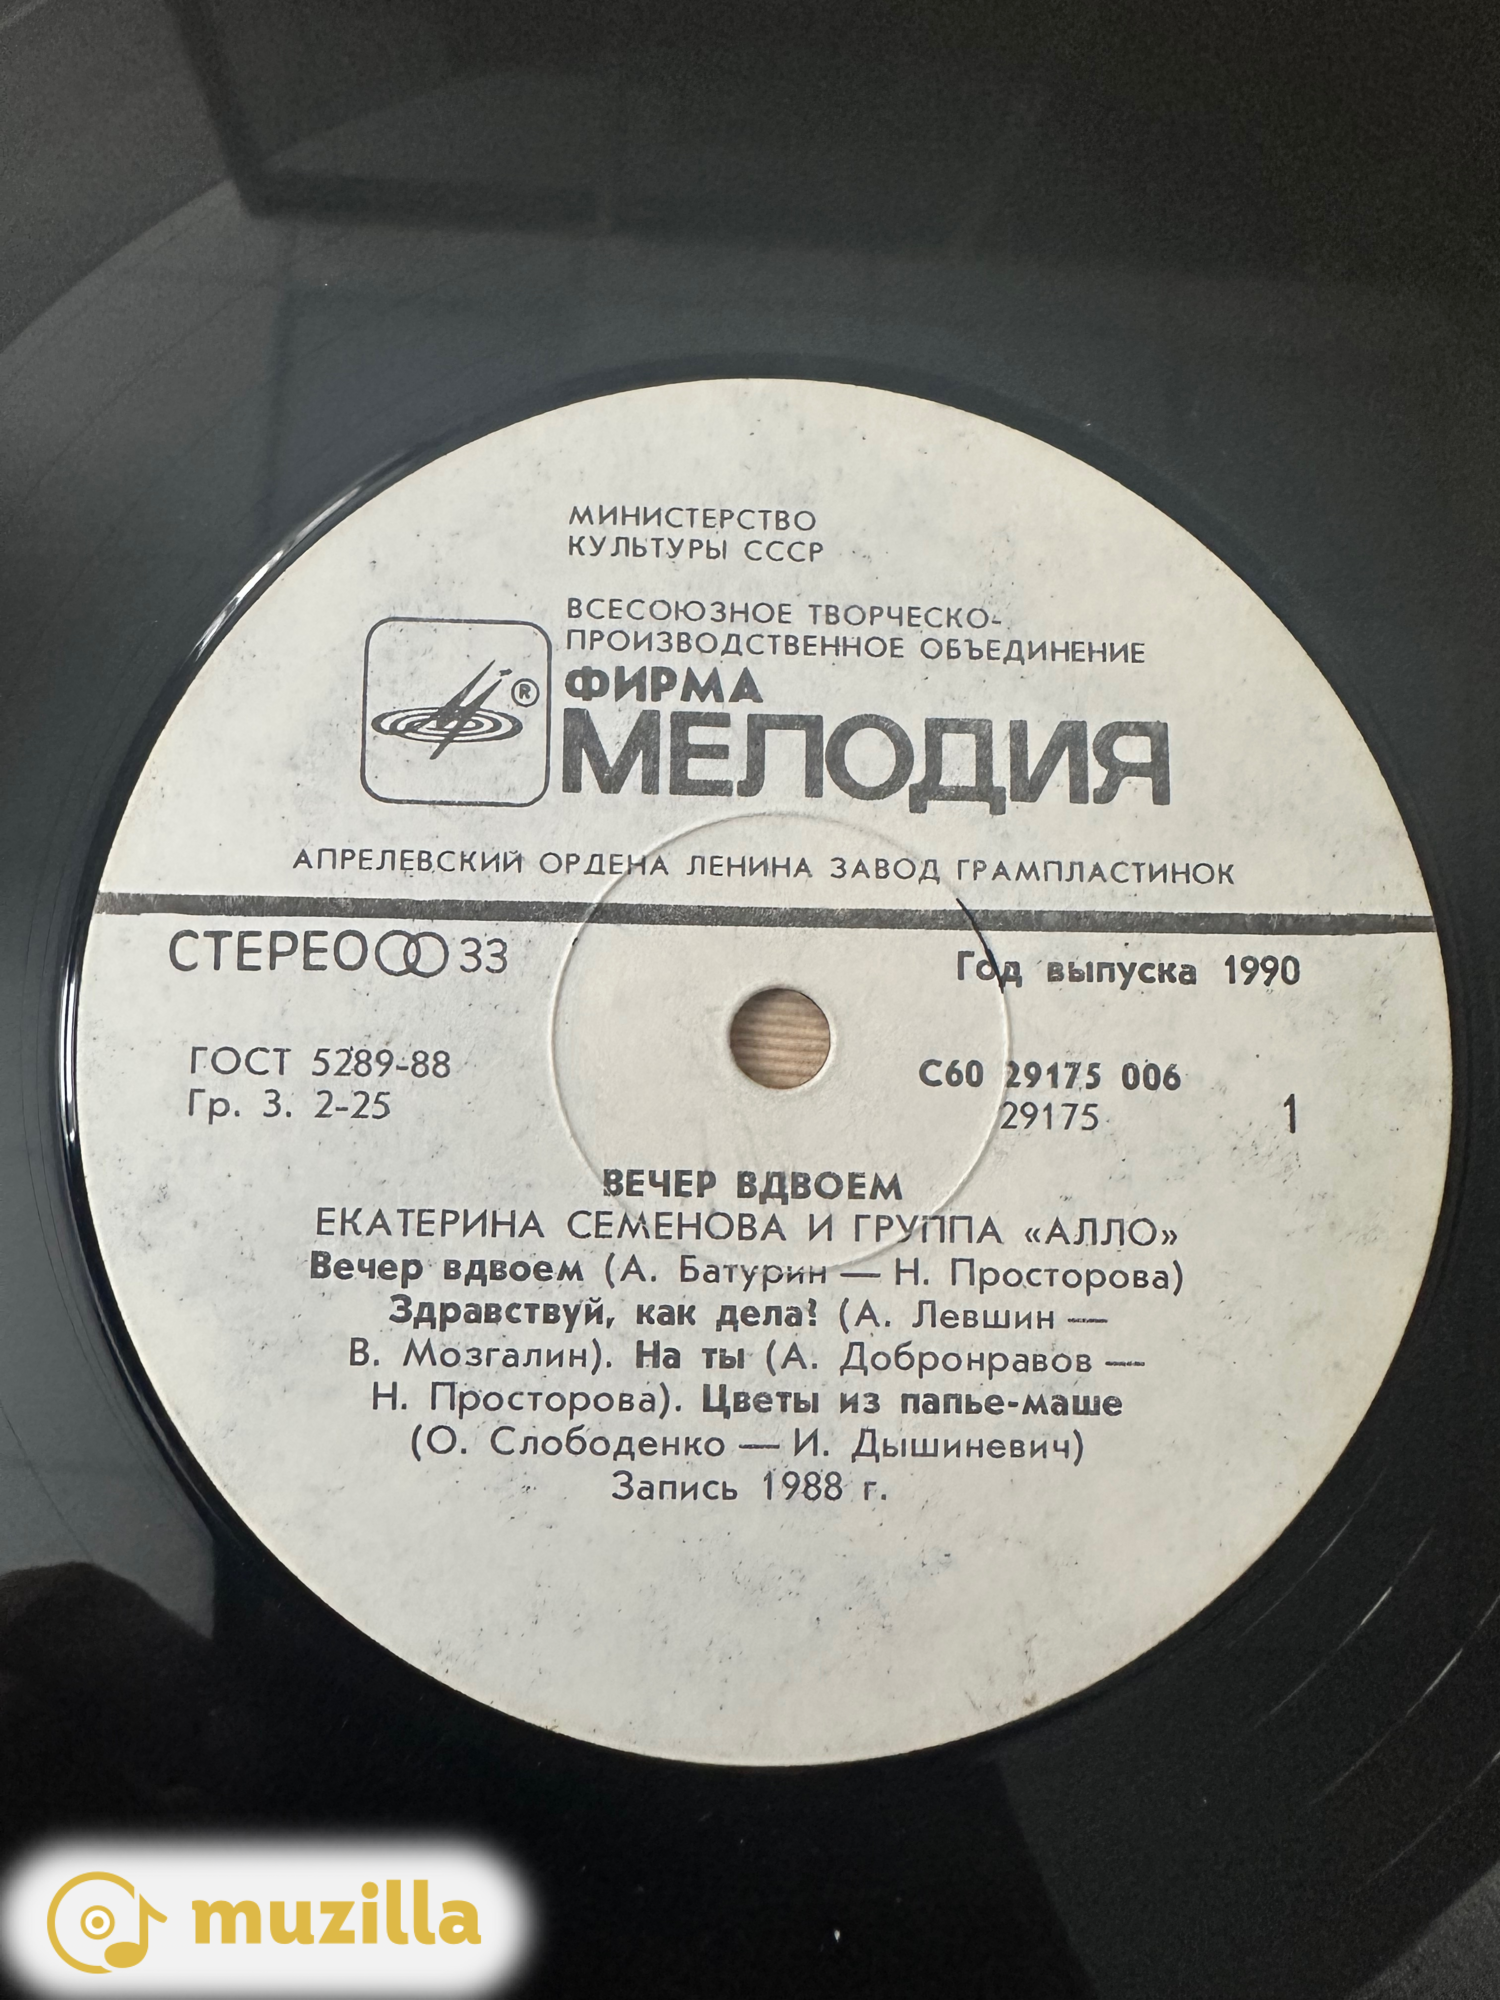 МИНИСТЕРСТВО
КУЛЬТУРЫ СССР
ВСЕСОЮЗНОЕ ТВОРЧЕСКО-
ПРОИЗВОДСТВЕННОЕ ОБЪЕДИНЕНИЕ
ФИРМА
®
МЕЛОДИЯ
АПРЕЛЕВСКИЙ ОРДЕНА ЛЕНИНА ЗАВОД ГРАМПЛАСТИНОК
СТЕРЕО 33
Год выпуска 1990
ГОСТ 5289-88
Гр. 3. 2-25
С60 29175 006
29175
1
ВЕЧЕР ВДВОЕМ
ЕКАТЕРИНА СЕМЕНОВА И ГРУППА «АЛЛО»
Вечер вдвоем (А. Батурин — Н. Просторова)
Здравствуй, как дела? (А. Левшин —
В. Мозгалин). На ты (А. Добронравов —
Н. Просторова). Цветы из папье-маше
(О. Слободенко — И. Дышиневич)
Запись 1988 г.
muzilla